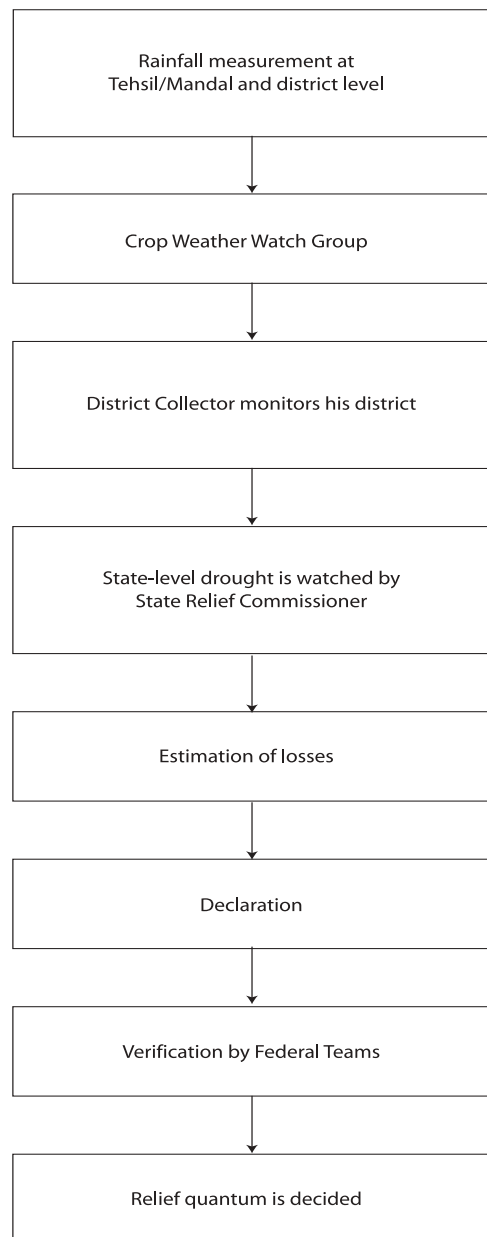 Rainfall measurement at
Tehsil/Mandal and district level
Crop Weather Watch Group
District Collector monitors his district
State-level drought is watched by
State Relief Commissioner
Estimation of losses
Declaration
Verification by Federal Teams
Relief quantum is decided